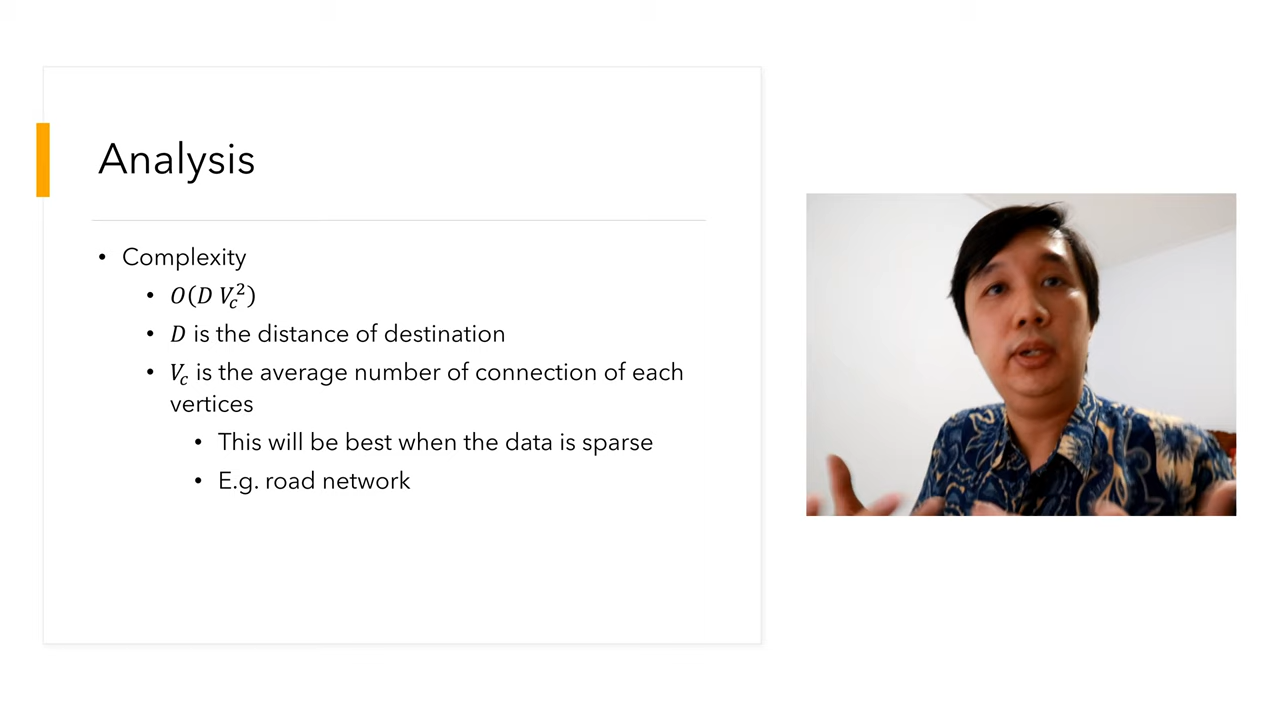 Analysis
• Complexity
• O(D V_c^2)
• D is the distance of destination
• V_c is the average number of connection of each
vertices
• This will be best when the data is sparse
• E.g. road network